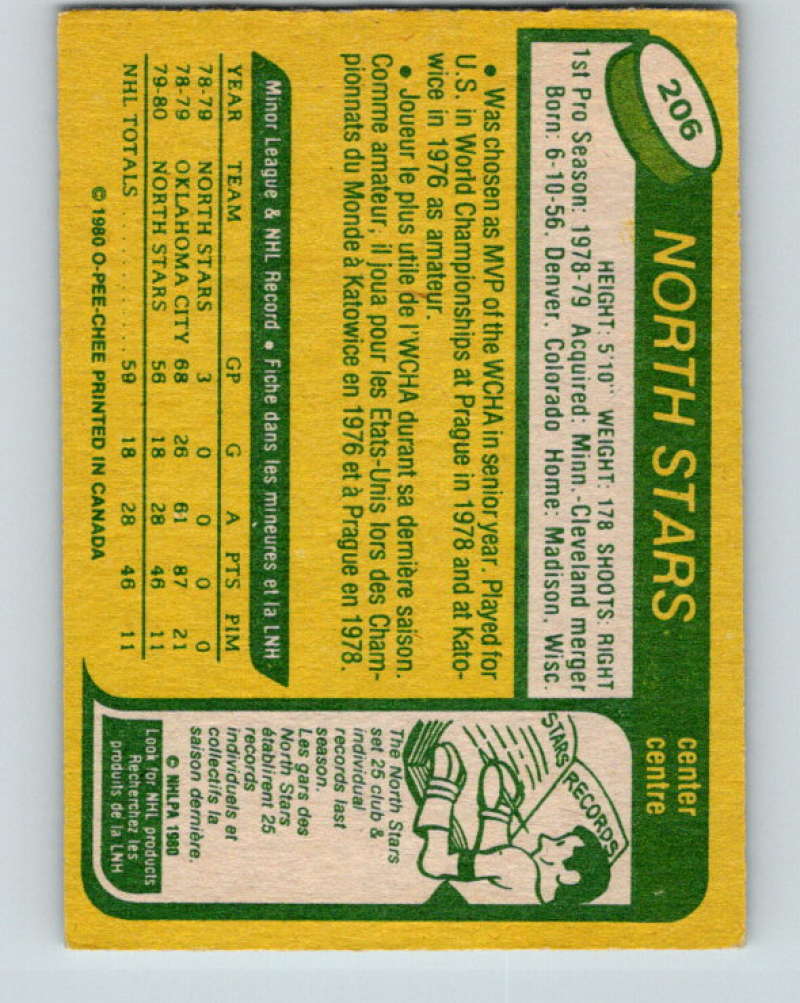 206
NORTH STARS
center
centre
HEIGHT: 5'10" WEIGHT: 178 SHOOTS: RIGHT
1st Pro Season: 1978-79 Acquired: Minn.-Cleveland merger
Born: 6-10-56, Denver, Colorado Home: Madison, Wisc.
• Was chosen as MVP of the WCHA in senior year. Played for
U.S. in World Championships at Prague in 1978 and at Kato-
wice in 1976 as amateur.
• Joueur le plus utile de l'WCHA durant sa dernière saison.
Comme amateur, il joua pour les Etats-Unis lors des Cham-
pionnats du Monde à Katowice en 1976 et à Prague en 1978.
Minor League & NHL Record • Fiche dans les mineures et la LNH
YEAR TEAM GP G A PTS PIM
78-79 NORTH STARS 3 0 0 0 0
78-79 OKLAHOMA CITY 68 26 61 87 21
79-80 NORTH STARS 56 18 28 46 11
NHL TOTALS . . . . . . . . . . 59 18 28 46 11
© 1980 O-PEE-CHEE PRINTED IN CANADA
STARS RECORDS
The North Stars
set 25 club &
individual
records last
season.
Les gars des
North Stars
établirent 25
records
individuels et
collectifs la
saison dernière.
© NHLPA 1980
Look for NHL products
Recherchez les
produits de la LNH